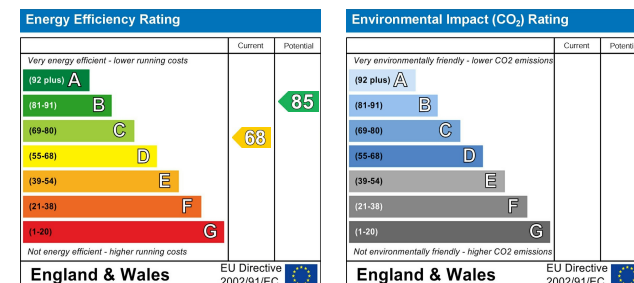 Energy Efficiency Rating
Current Potential
Very energy efficient - lower running costs
(92 plus) A
(81-91) B
85
(69-80) C
68
(55-68) D
(39-54) E
(21-38) F
(1-20) G
Not energy efficient - higher running costs
England & Wales
EU Directive
2002/91/EC
Environmental Impact (CO₂) Rating
Current Potenti
Very environmentally friendly - lower CO2 emissions
(92 plus) A
(81-91) B
(69-80) C
(55-68) D
(39-54) E
(21-38) F
(1-20) G
Not environmentally friendly - higher CO2 emissions
England & Wales
EU Directive
2002/91/EC